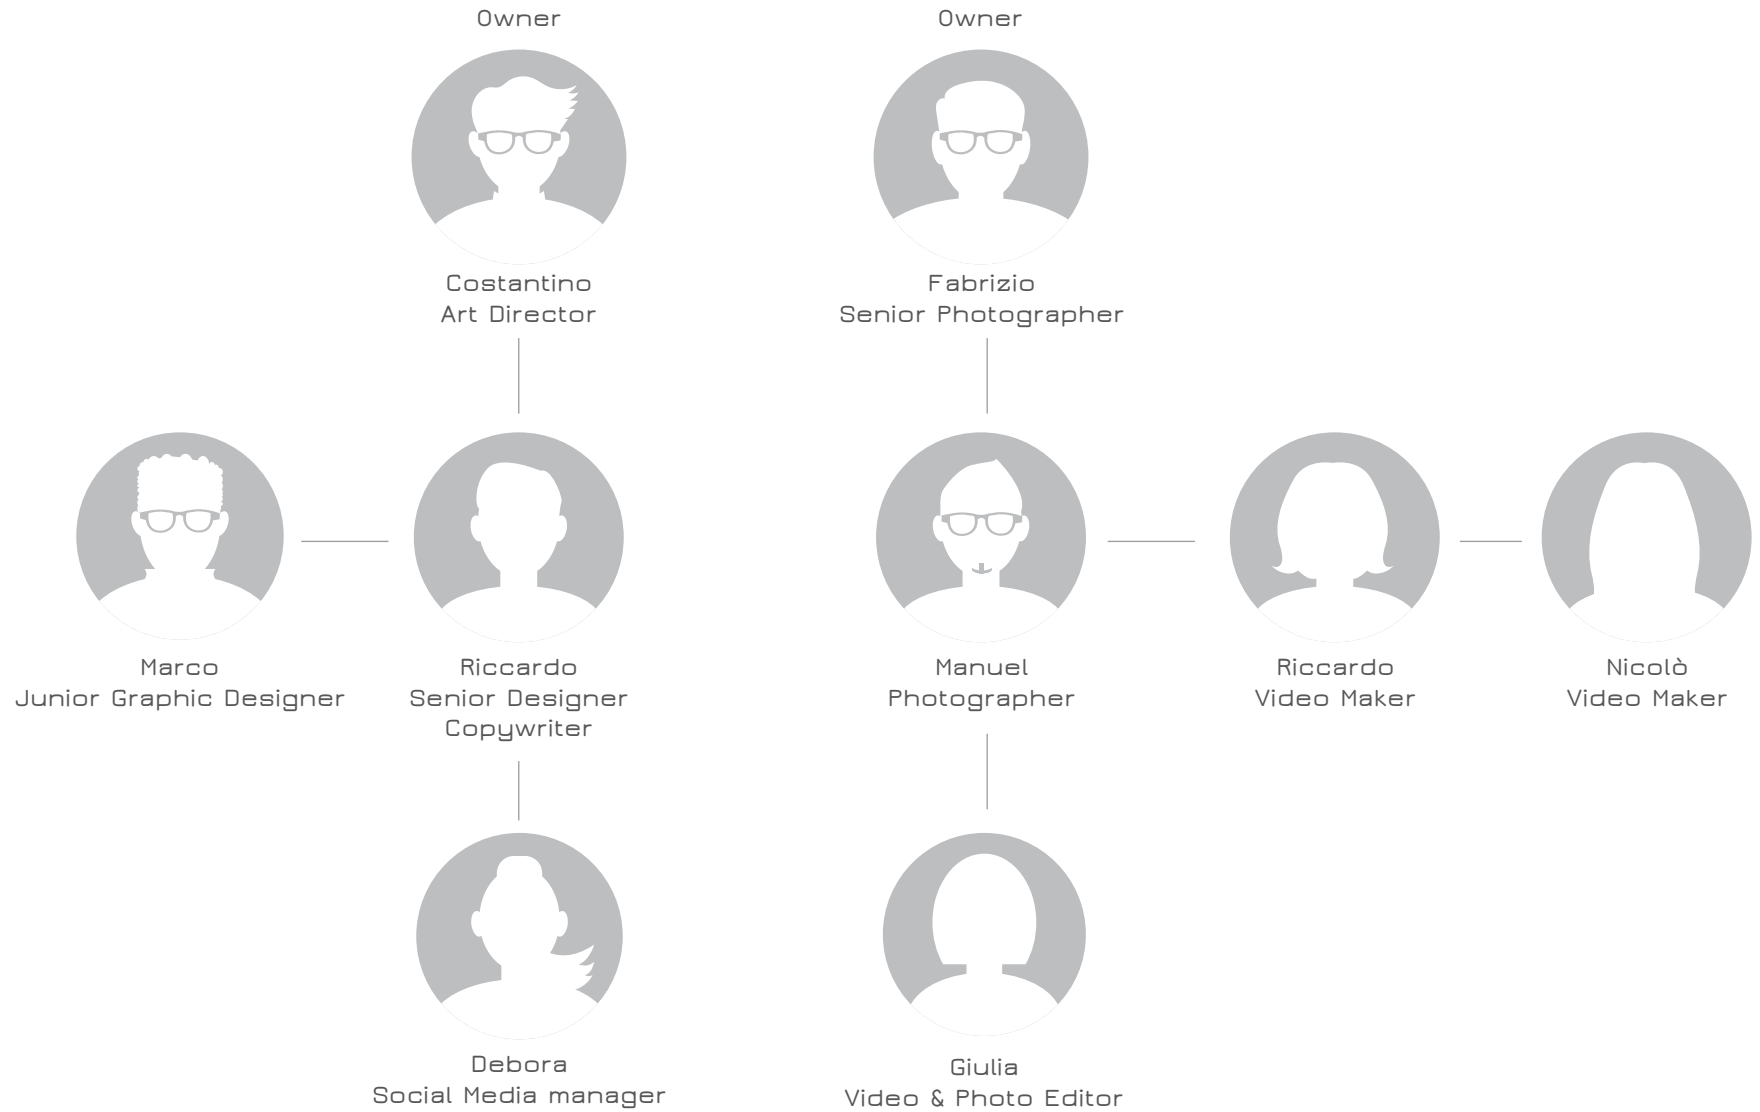 Owner
Owner
Costantino
Art Director
Fabrizio
Senior Photographer
Marco
Junior Graphic Designer
Riccardo
Senior Designer
Copywriter
Manuel
Photographer
Riccardo
Video Maker
Nicolò
Video Maker
Debora
Social Media manager
Giulia
Video & Photo Editor